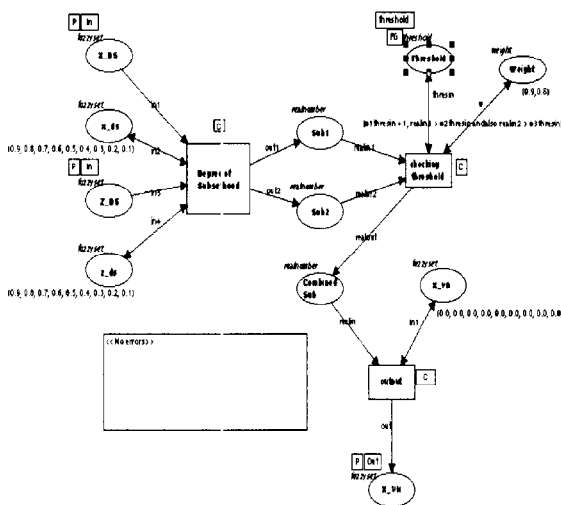 P In
fuzzyset
X_DS
in1
fuzzyset
x_ds
(0.9, 0.8, 0.7, 0.6, 0.5, 0.4, 0.3, 0.2, 0.1)
in2
P In
fuzzyset
Z_DS
in3
fuzzyset
z_ds
(0.9, 0.8, 0.7, 0.6, 0.5, 0.4, 0.3, 0.2, 0.1)
in4
C
Degree of
Subsethood
out1
out2
realnumber
Sub1
realnumber
Sub2
realin1
realin2
threshold
FG
threshold
Threshold
thresin
weight
Weight
(0.9, 0.8)
w
checking
threshold
C
realout
realnumber
Combined
Sub
realin
fuzzyset
X_VN
in1
output
C
out
P Out
fuzzyset
X_VN
<< No errors>>